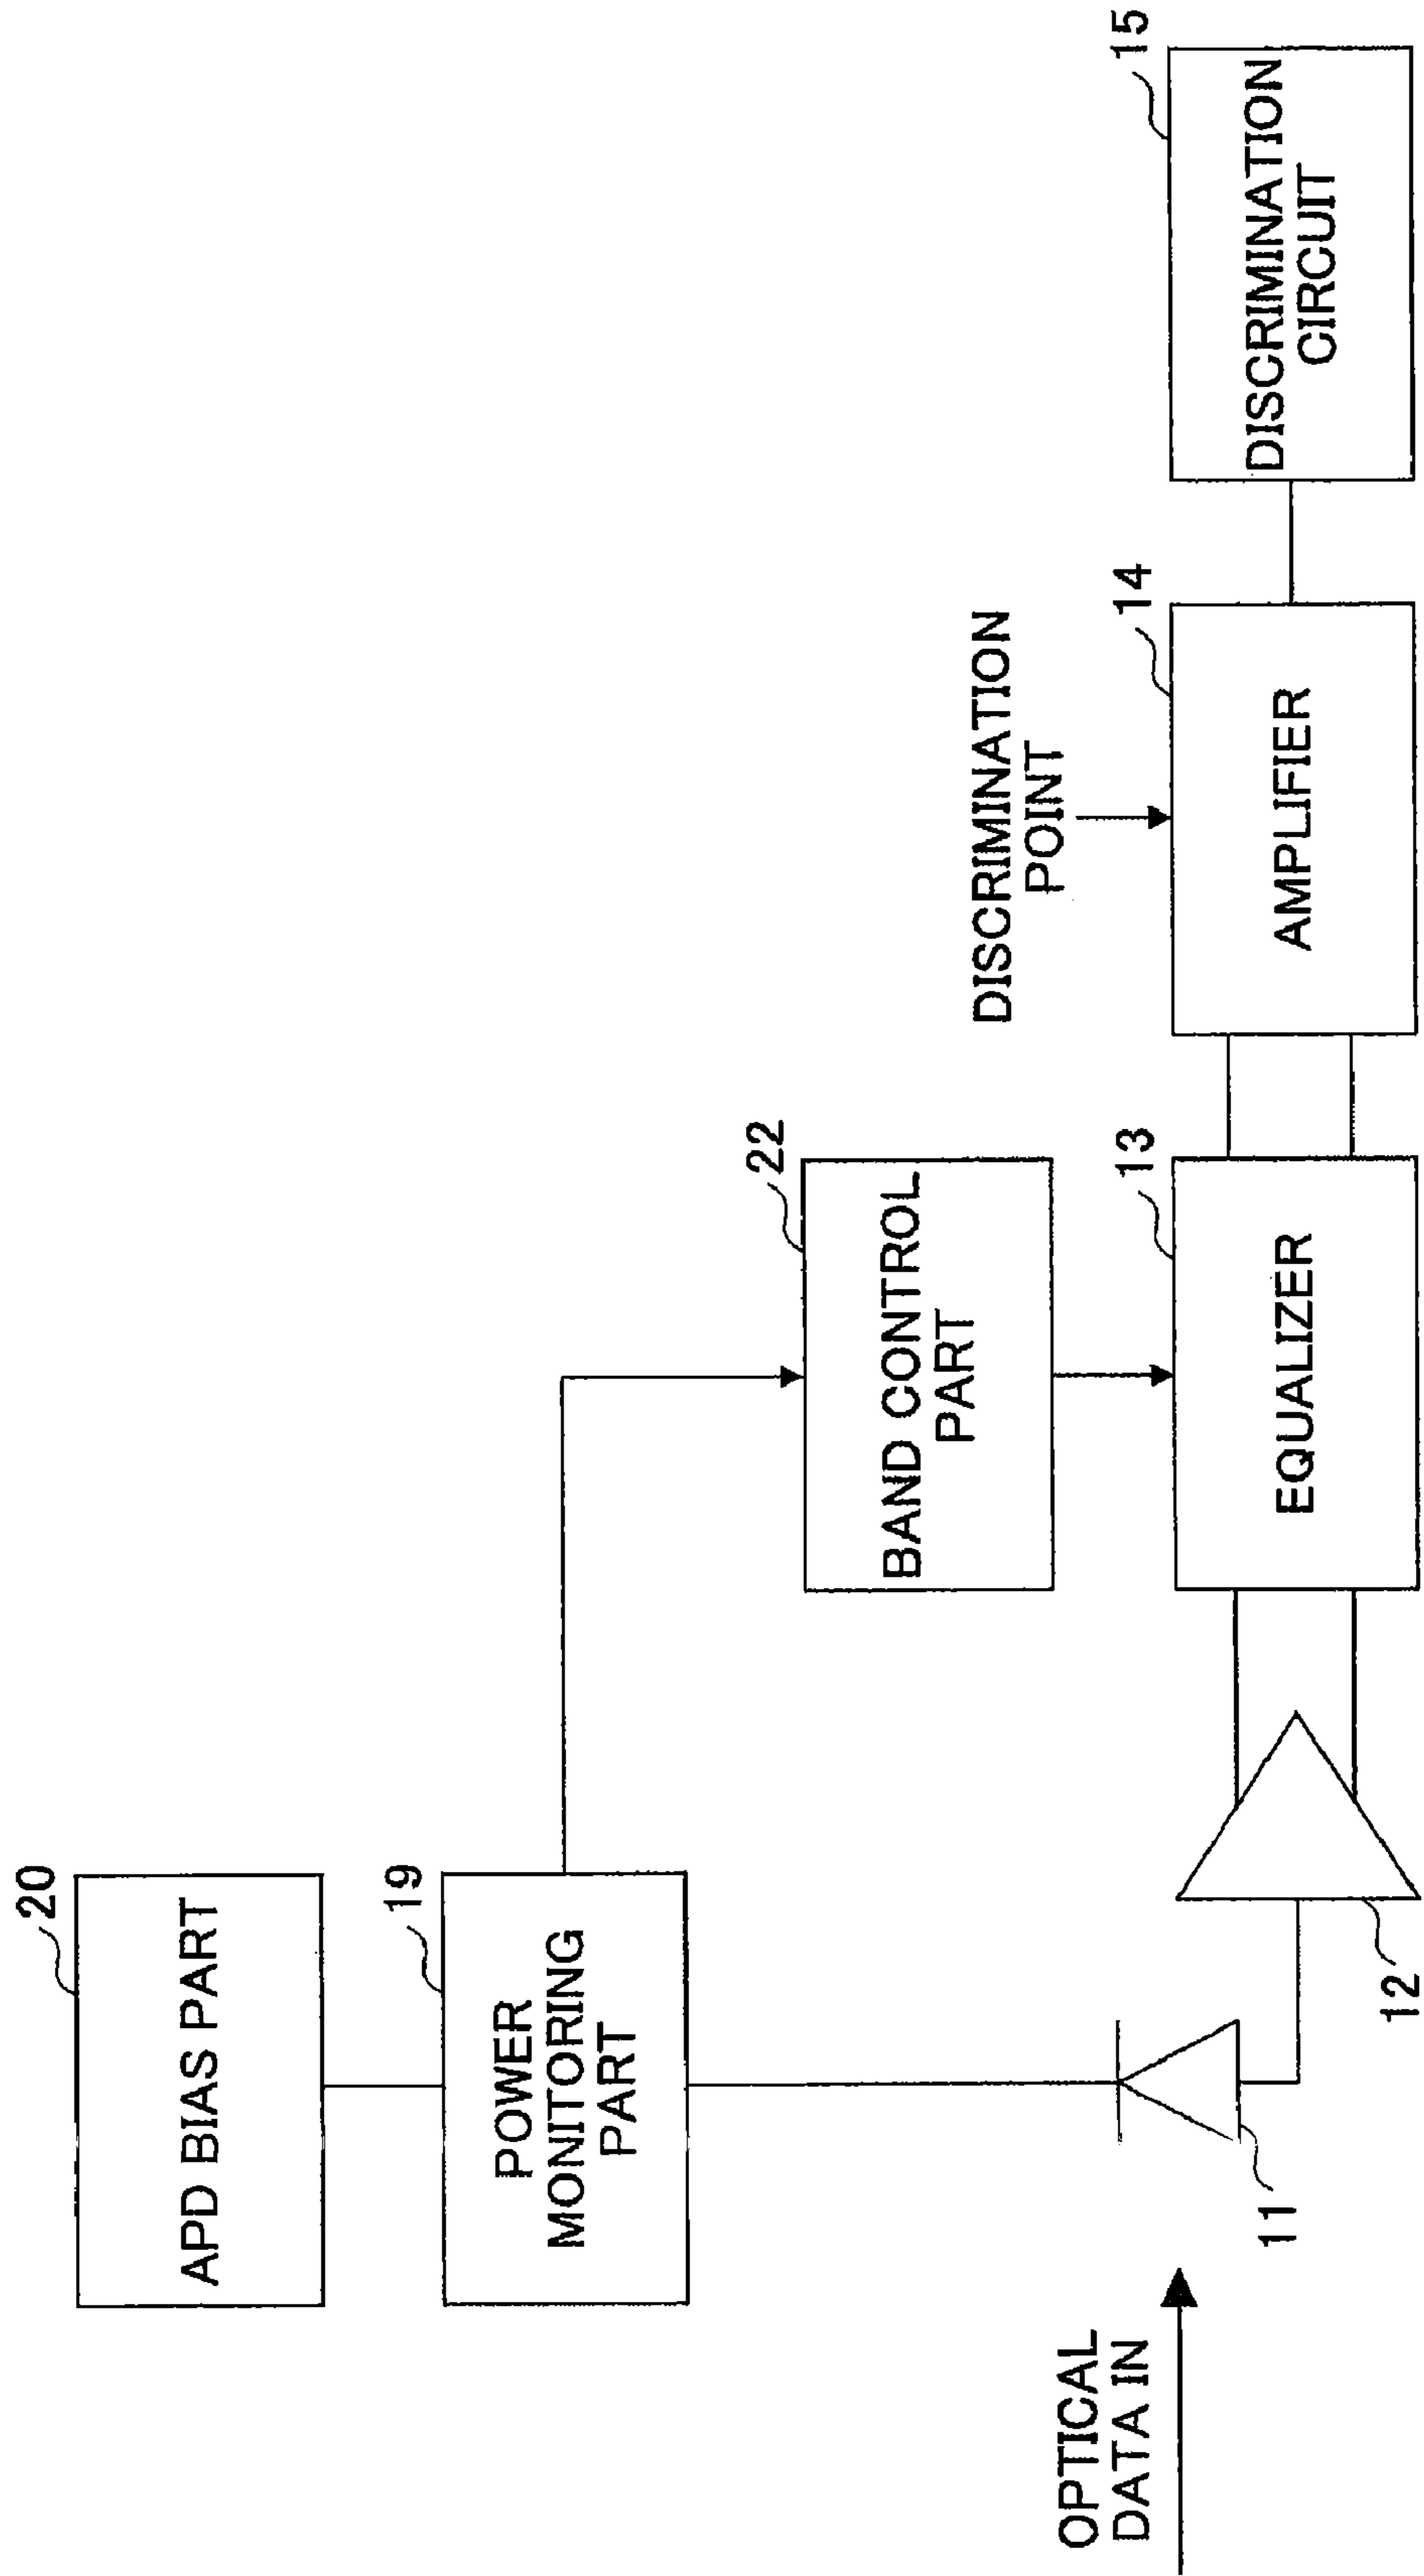 20
APD BIAS PART
19
POWER
MONITORING
PART
22
BAND CONTROL
PART
DISCRIMINATION
POINT
OPTICAL
DATA IN
11
12
13
EQUALIZER
14
AMPLIFIER
15
DISCRIMINATION
CIRCUIT